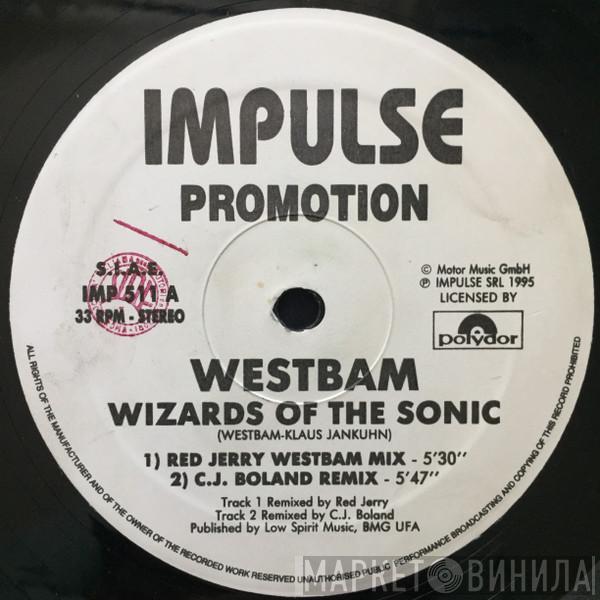 IMPULSE
PROMOTION
S.I.A.E.
IMP 511 A
33 RPM - STEREO
© Motor Music GmbH
℗ IMPULSE SRL 1995
LICENSED BY
polydor
WESTBAM
WIZARDS OF THE SONIC
(WESTBAM-KLAUS JANKUHN)
1) RED JERRY WESTBAM MIX - 5'30''
2) C.J. BOLAND REMIX - 5'47''
Track 1 Remixed by Red Jerry
Track 2 Remixed by C.J. Boland
Published by Low Spirit Music, BMG UFA
ALL RIGHTS OF THE MANUFACTURER AND OF THE OWNER OF THE RECORDED WORK RESERVED UNAUTHORISED PUBLIC PERFORMANCE BROADCASTING AND COPYING OF THIS RECORD PROHIBITED
МАРКЕТ ВИНИЛА